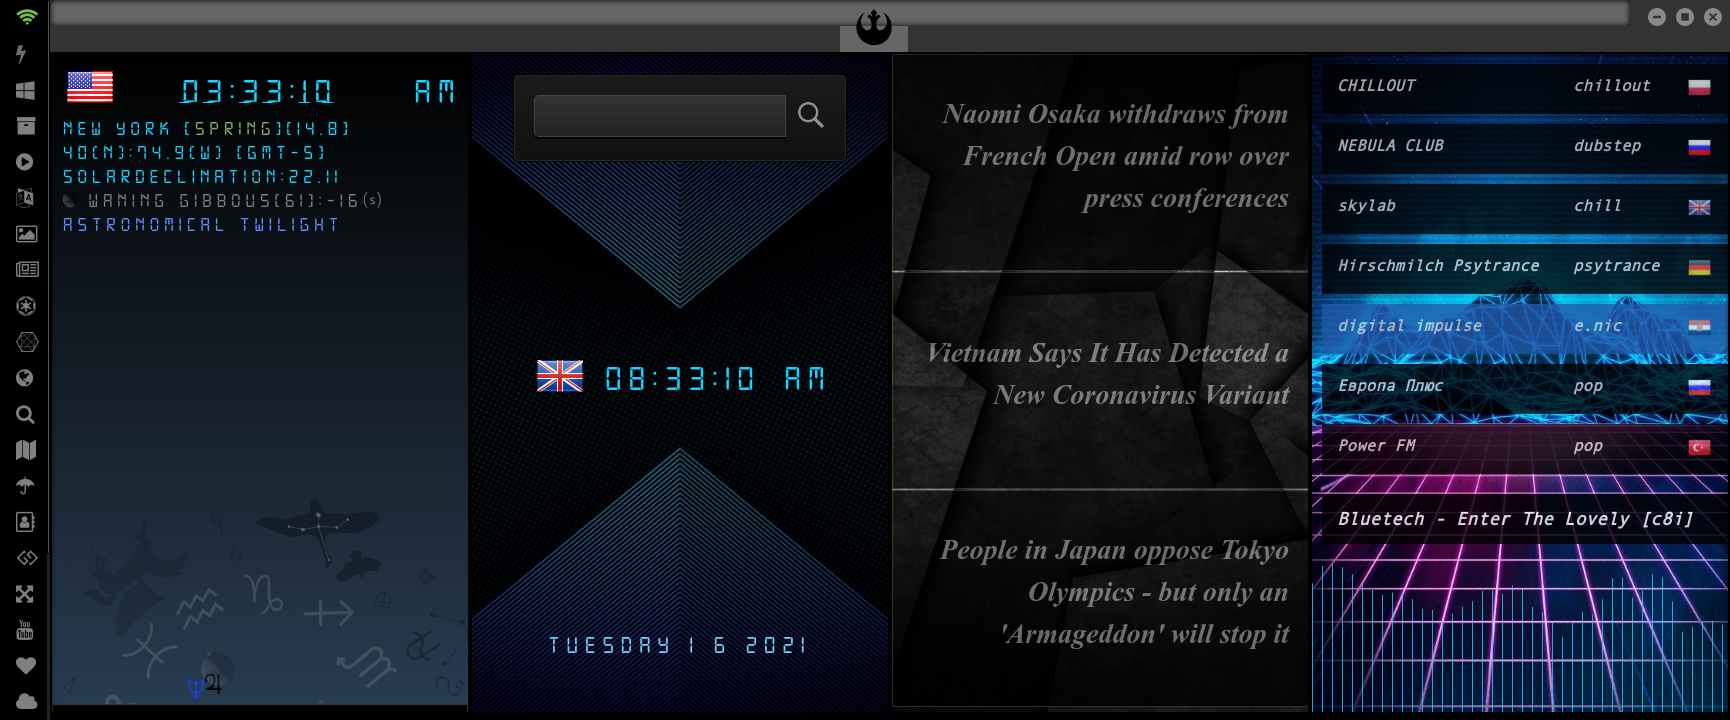 03:33:10 AM
NEW YORK [SPRING][14.8]
40(N):74.9(W) [GMT-5]
SOLARDECLINATION:22.11
WANING GIBBOUS[61]:-16(s)
ASTRONOMICAL TWILIGHT
08:33:10 AM
TUESDAY 1 6 2021
Naomi Osaka withdraws from
French Open amid row over
press conferences
Vietnam Says It Has Detected a
New Coronavirus Variant
People in Japan oppose Tokyo
Olympics - but only an
'Armageddon' will stop it
CHILLOUT chillout
NEBULA CLUB dubstep
skylab chill
Hirschmilch Psytrance psytrance
digital impulse e.nic
Европа Плюс pop
Power FM pop
Bluetech - Enter The Lovely [c8i]
You
Tube